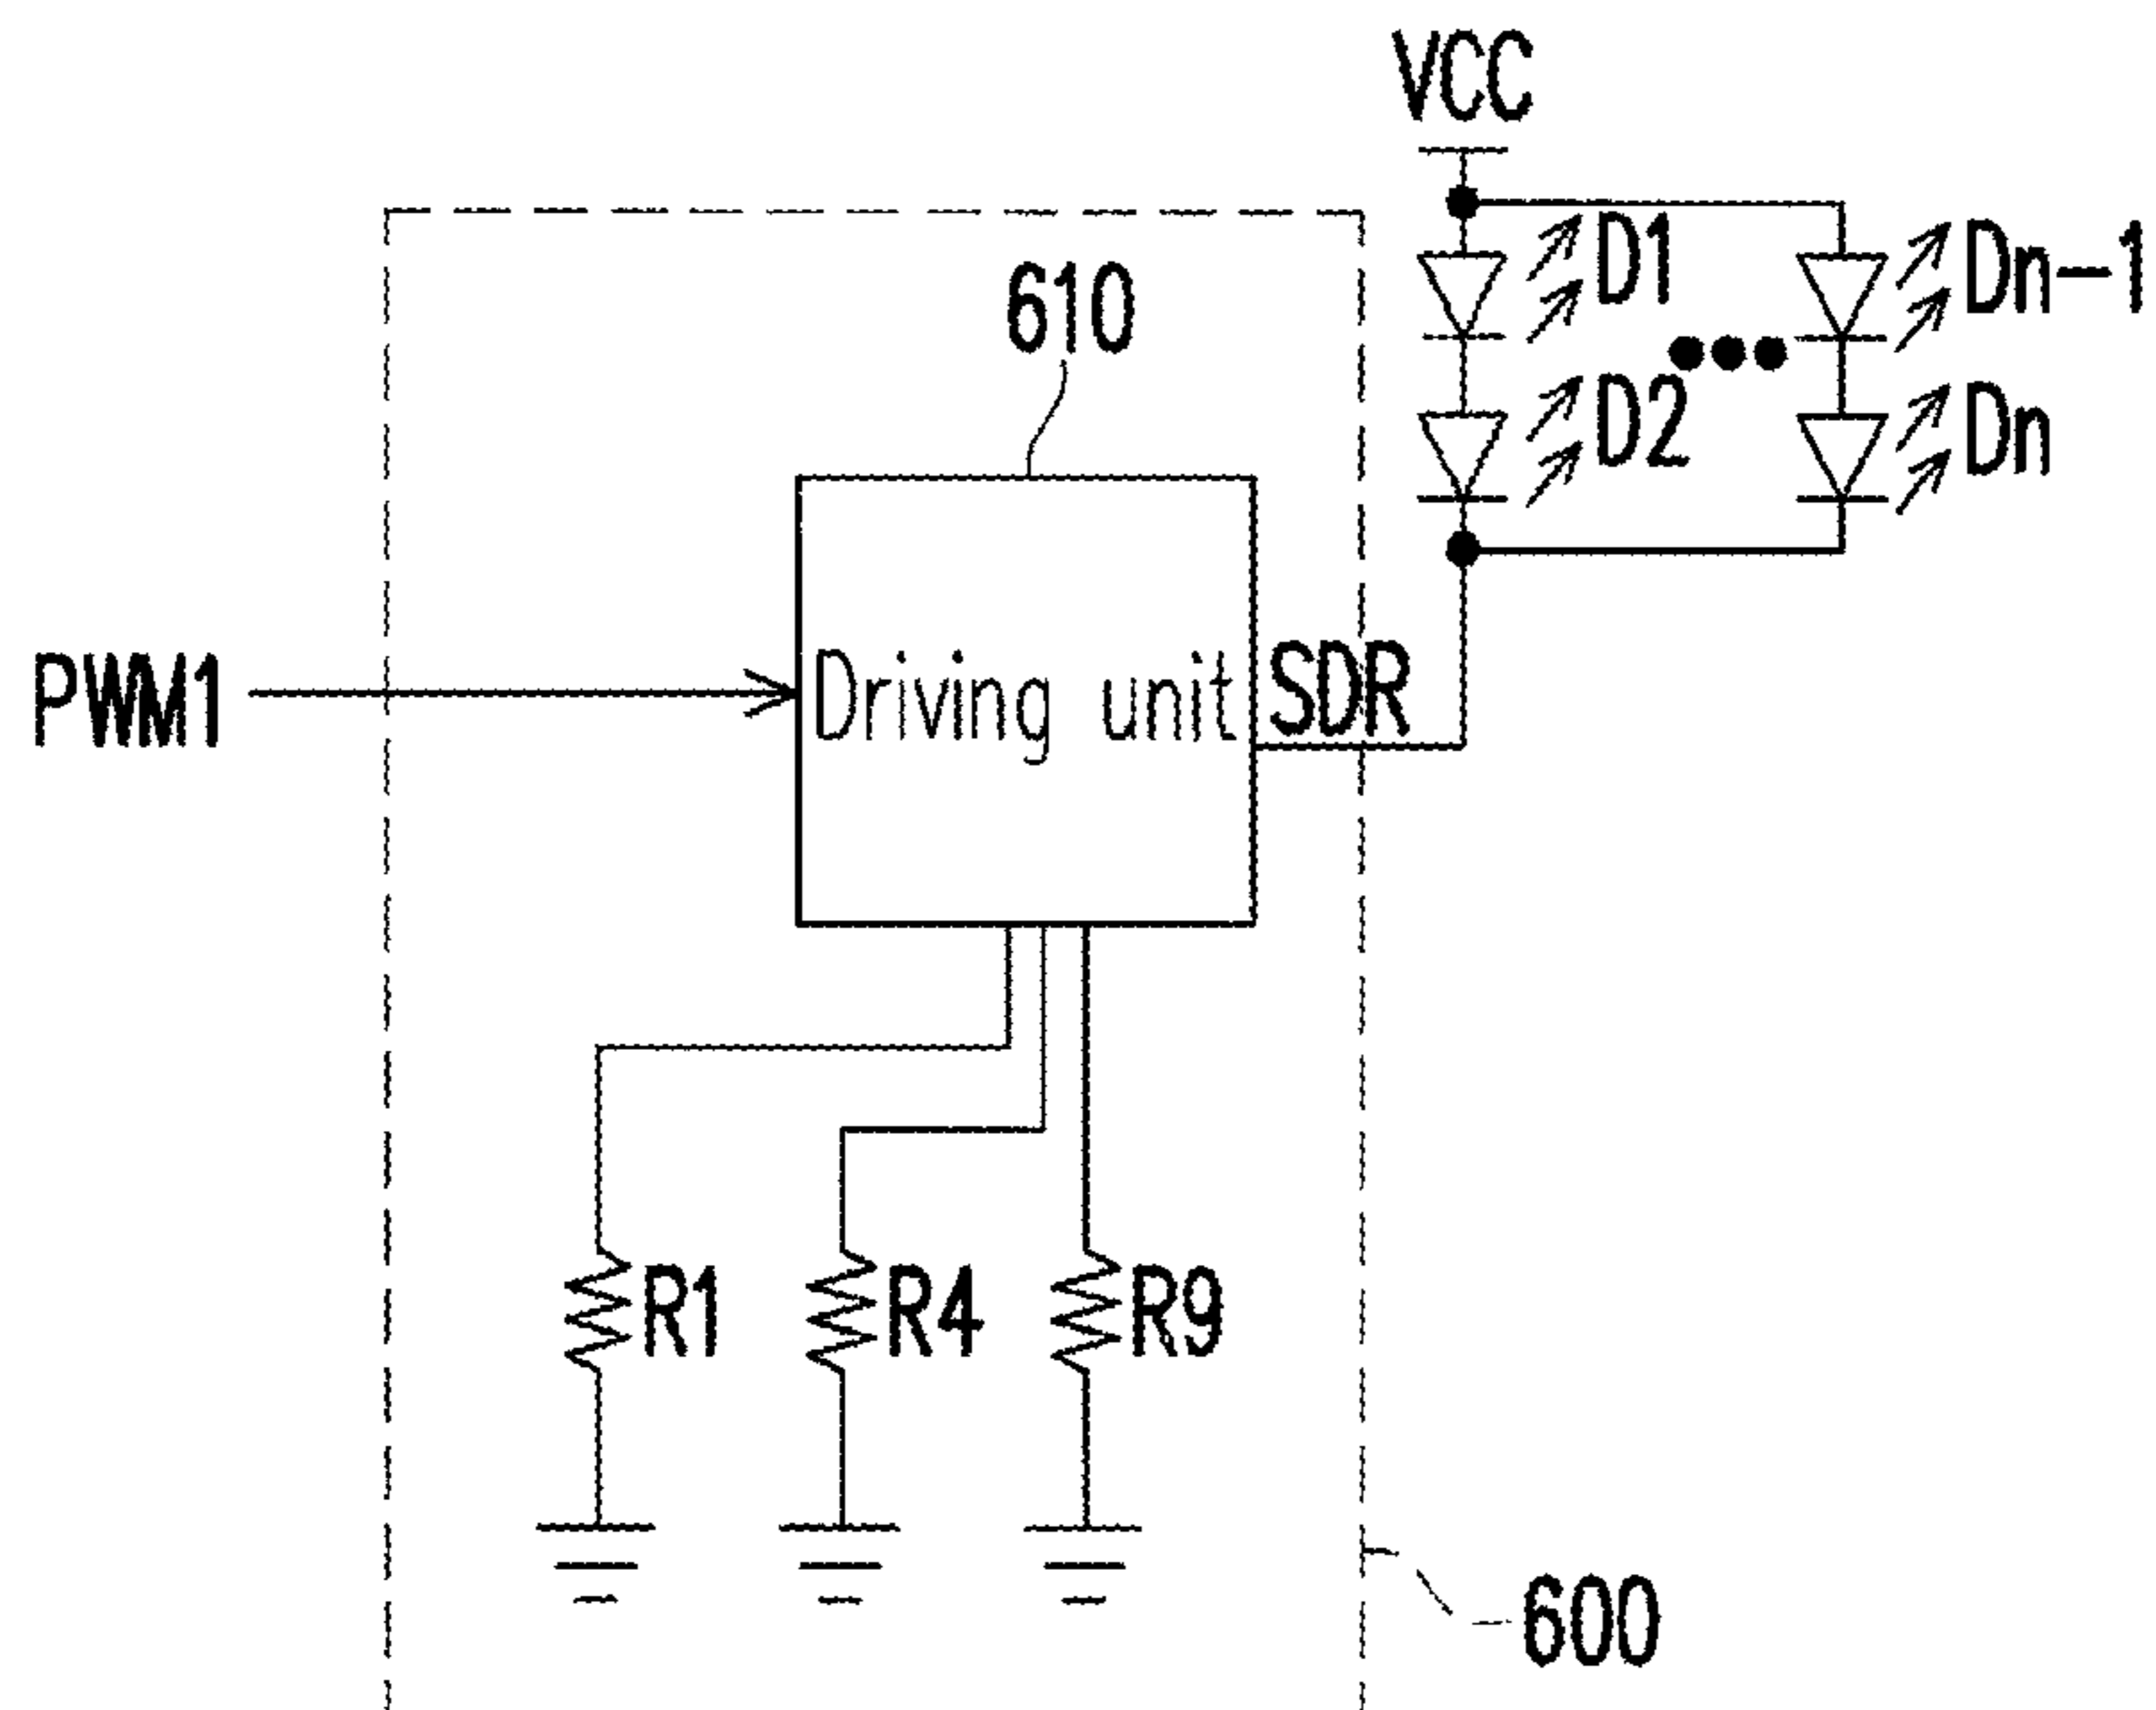 VCC
D1
Dn-1
610
D2
Dn
PWM1
Driving unit
SDR
R1
R4
R9
600